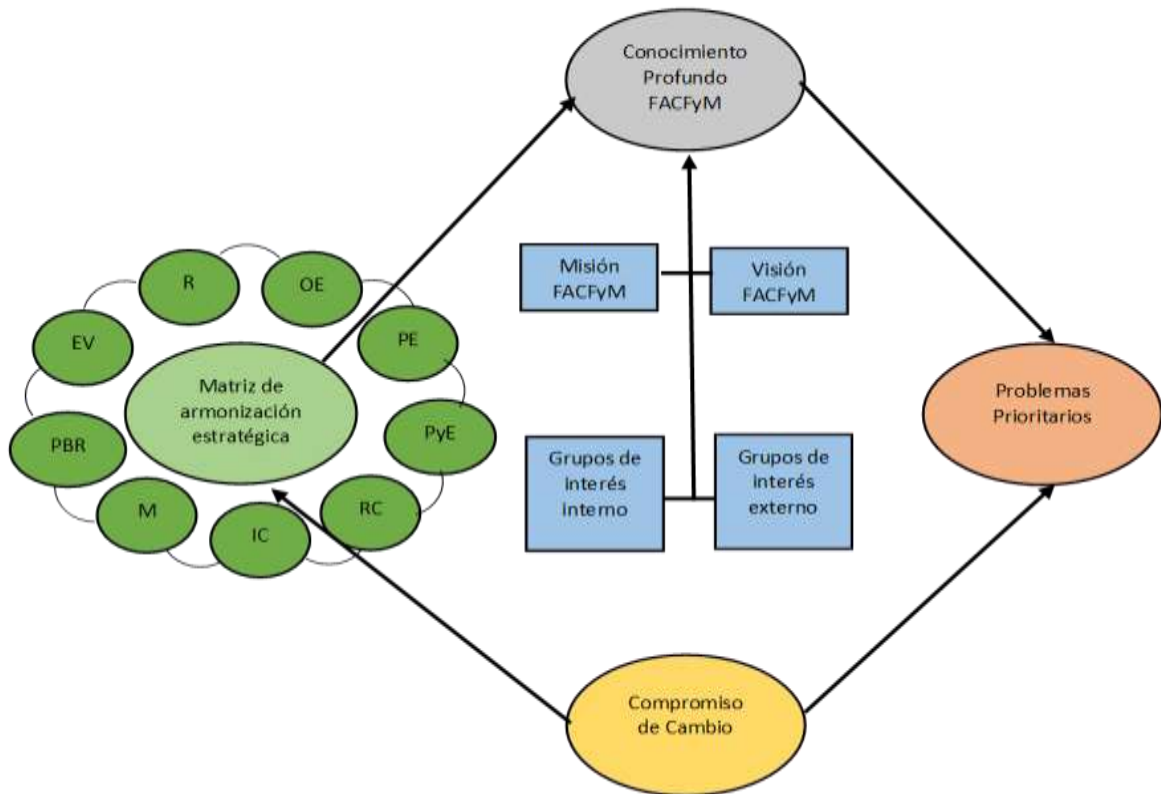 Conocimiento
Profundo
FACFyM
Misión
FACFyM
Visión
FACFyM
R
OE
EV
PE
Matriz de
armonización
estratégica
PBR
PyE
M
IC
RC
Grupos de
interés
interno
Grupos de
interés
externo
Problemas
Prioritarios
Compromiso
de Cambio